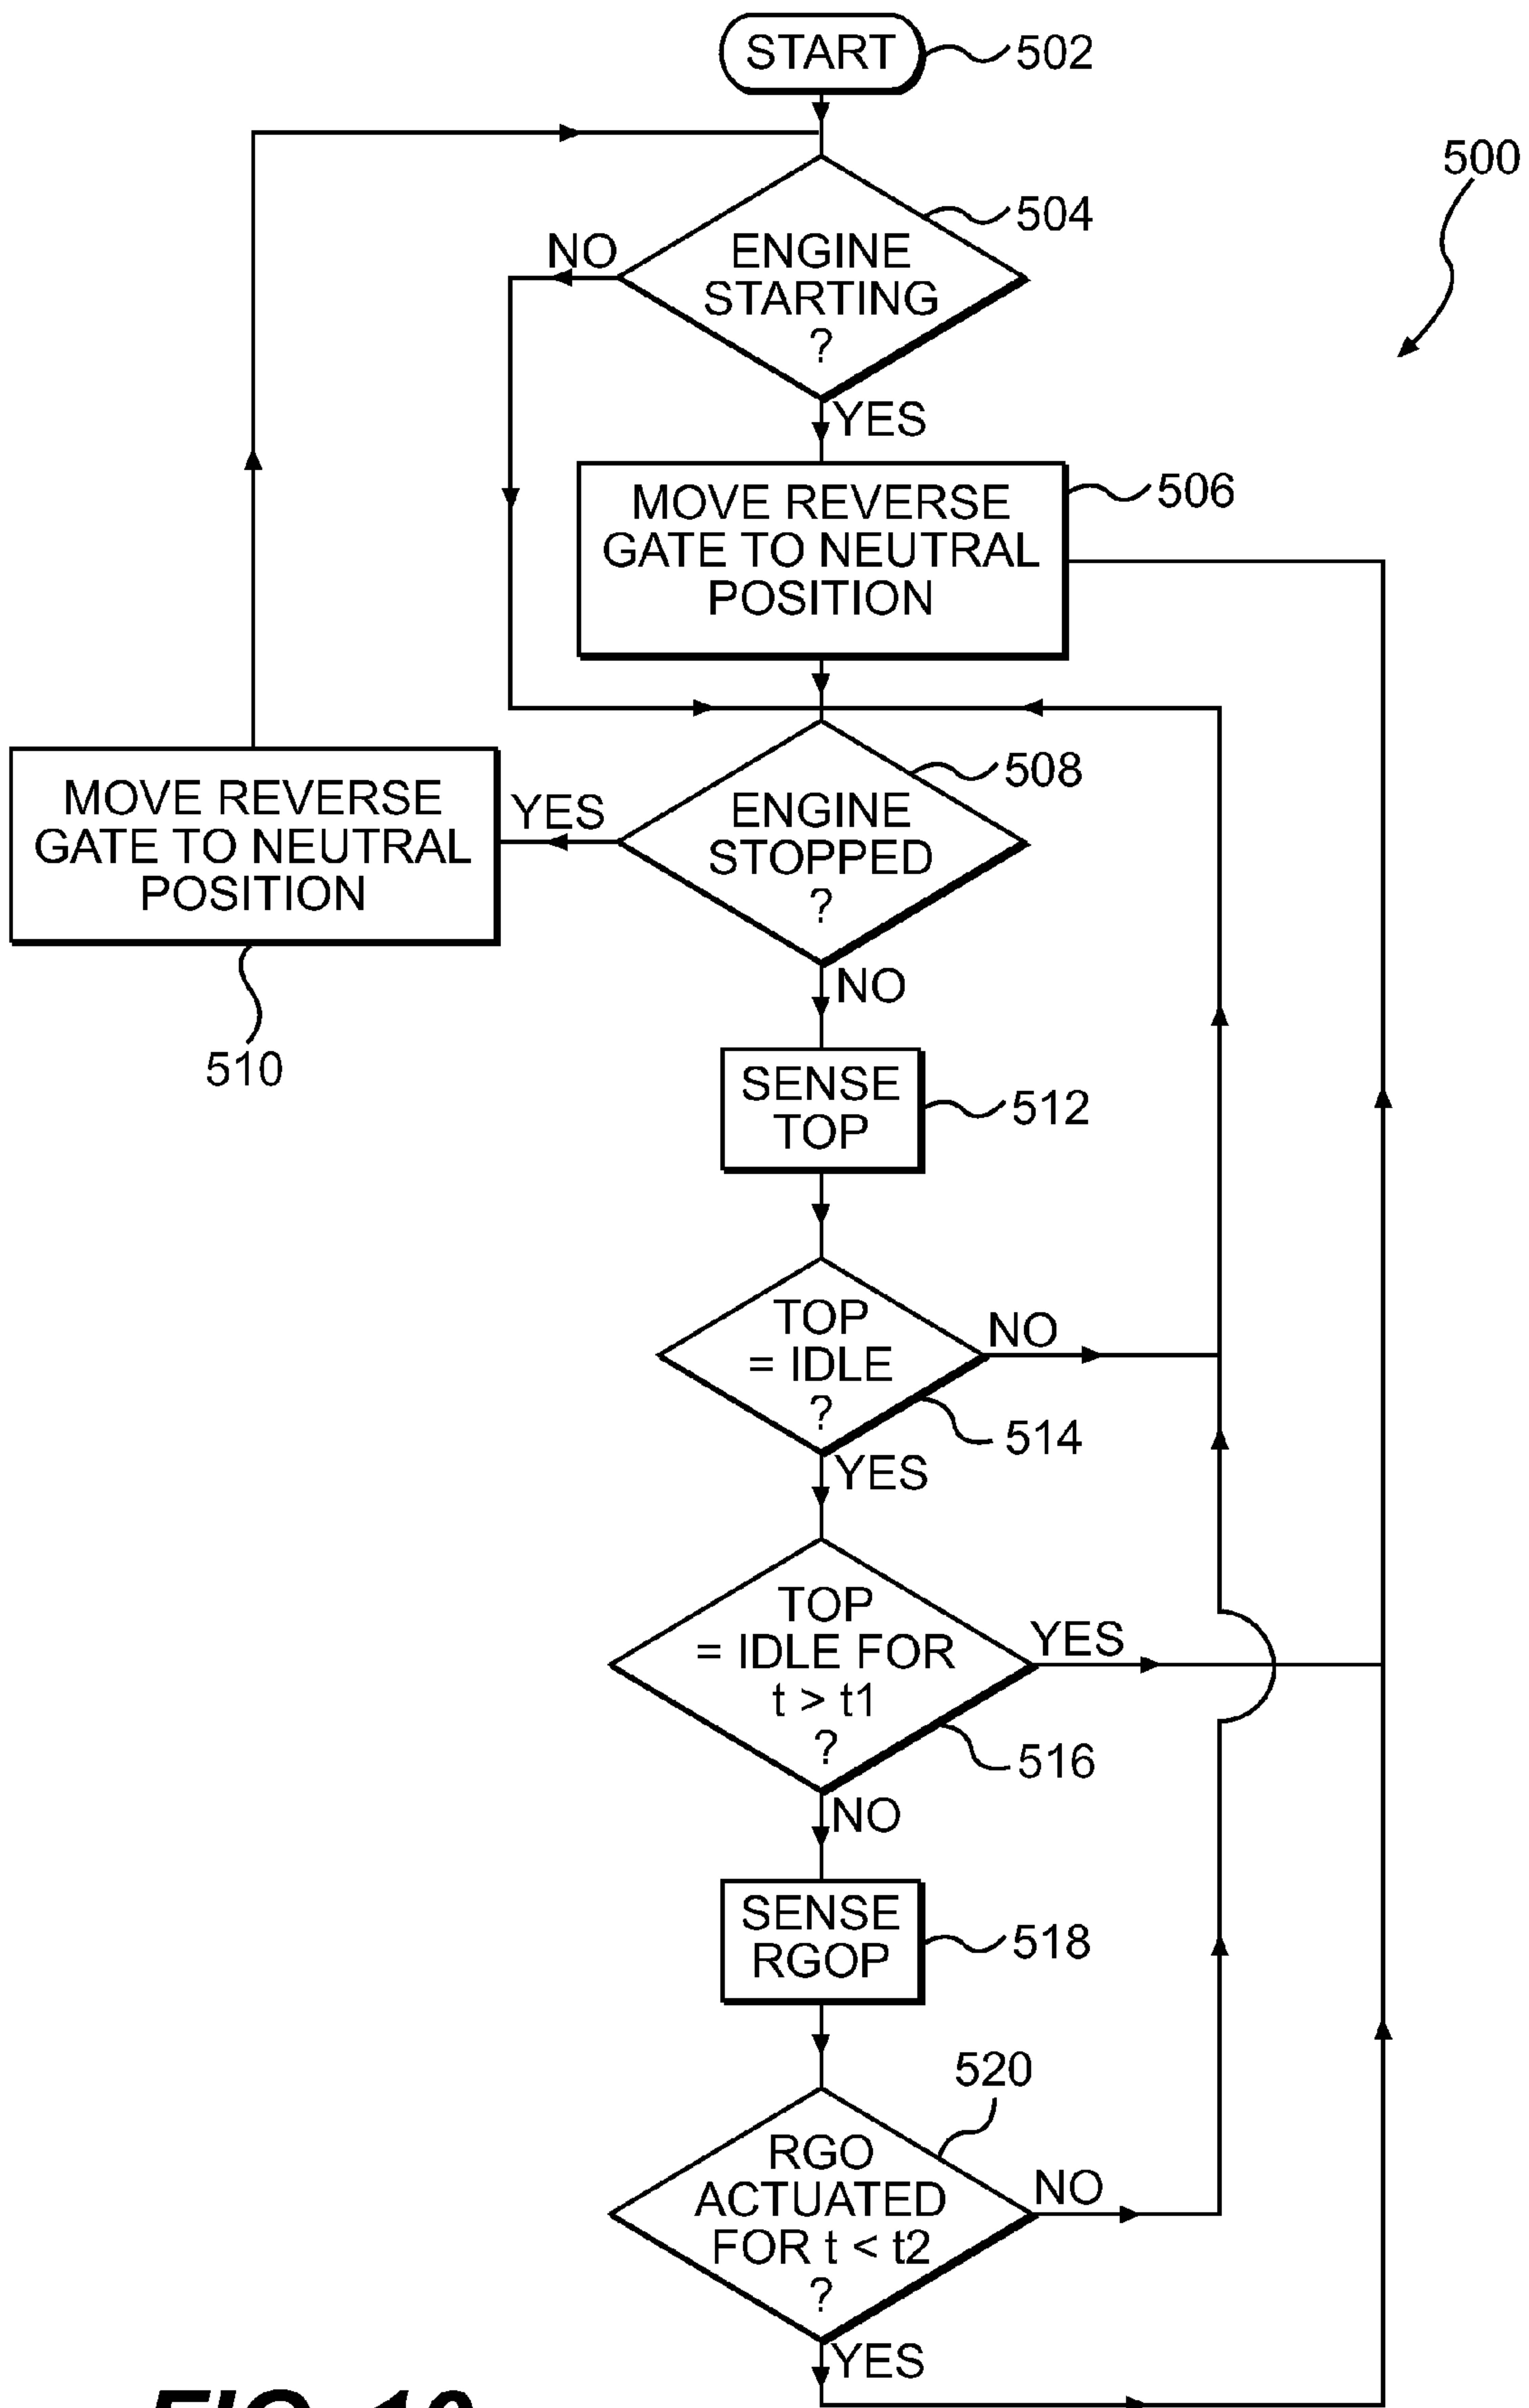 START
502
500
504
NO
ENGINE
STARTING
?
YES
MOVE REVERSE
GATE TO NEUTRAL
POSITION
506
508
MOVE REVERSE
GATE TO NEUTRAL
POSITION
YES
ENGINE
STOPPED
?
NO
510
SENSE
TOP
512
TOP
= IDLE
?
NO
514
YES
TOP
= IDLE FOR
t > t1
?
YES
516
NO
SENSE
RGOP
518
520
RGO
ACTUATED
FOR t < t2
?
NO
YES